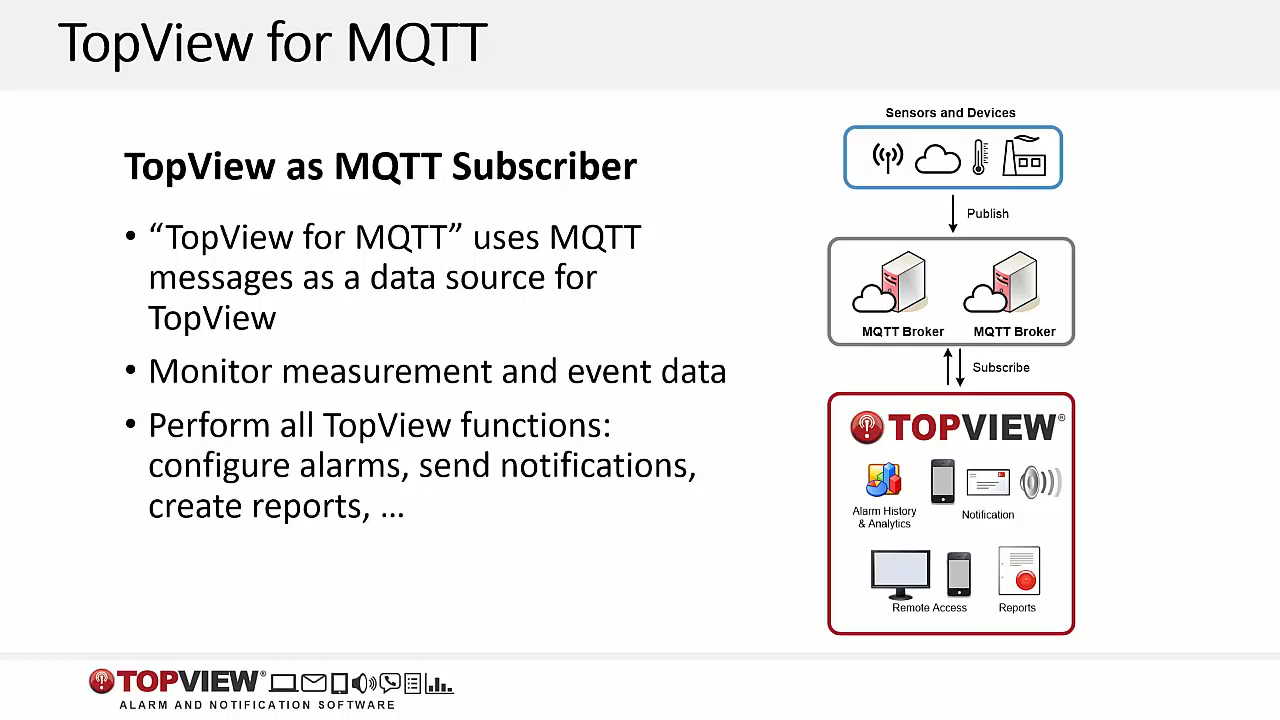 TopView for MQTT
TopView as MQTT Subscriber
• “TopView for MQTT” uses MQTT
messages as a data source for
TopView
• Monitor measurement and event data
• Perform all TopView functions:
configure alarms, send notifications,
create reports, ...
Sensors and Devices
Publish
MQTT Broker
MQTT Broker
Subscribe
TOPVIEW®
Alarm History
& Analytics
Notification
Remote Access
Reports
TOPVIEW®
ALARM AND NOTIFICATION SOFTWARE